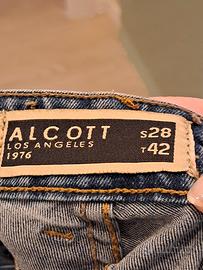 ALCOTT S28
LOS ANGELES
1976 T42